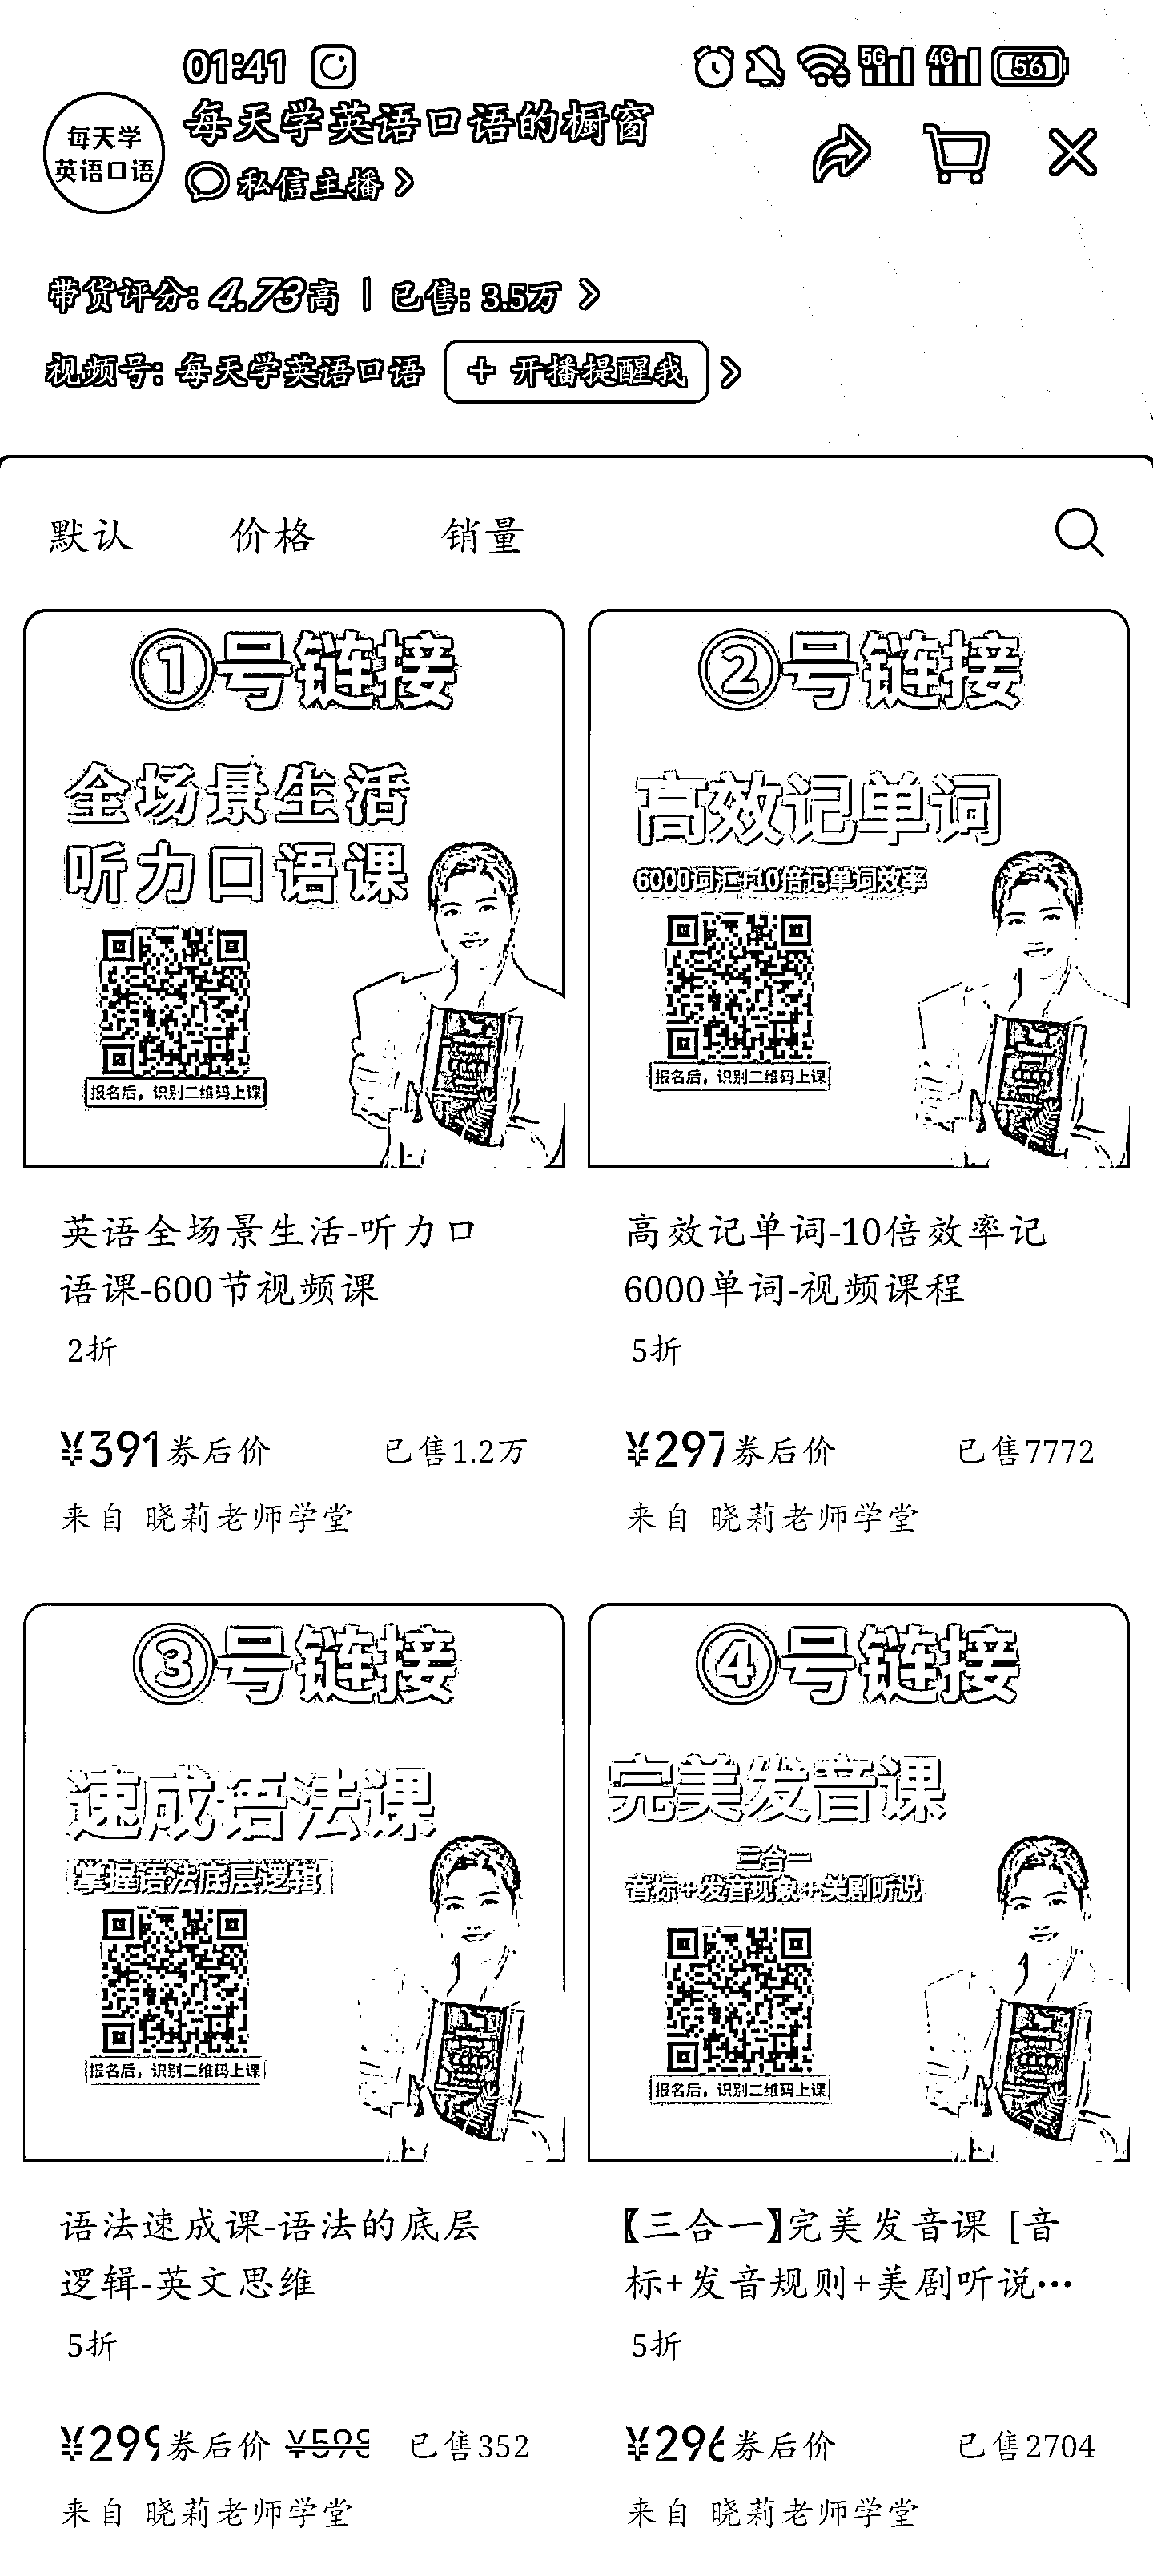 01:41
5G 4G 56
每天学
英语口语
每天学英语口语的橱窗
私信主播
带货评分: 4.73高 | 已售: 3.5万
视频号: 每天学英语口语 + 开播提醒我
默认 价格 销量
①号链接
全场景生活
听力口语课
报名后，识别二维码上课
英语全场景生活-听力口
语课-600节视频课
2折
¥391券后价 已售1.2万
来自 晓莉老师学堂
②号链接
高效记单词
6000词汇+10倍记单词效率
报名后，识别二维码上课
高效记单词-10倍效率记
6000单词-视频课程
5折
¥297券后价 已售7772
来自 晓莉老师学堂
③号链接
速成语法课
掌握语法底层逻辑
报名后，识别二维码上课
语法速成课-语法的底层
逻辑-英文思维
5折
¥299券后价 ¥599 已售352
来自 晓莉老师学堂
④号链接
完美发音课
三合一
音标+发音现象+美剧听说
报名后，识别二维码上课
【三合一】完美发音课 [音
标+发音规则+美剧听说…
5折
¥296券后价 已售2704
来自 晓莉老师学堂